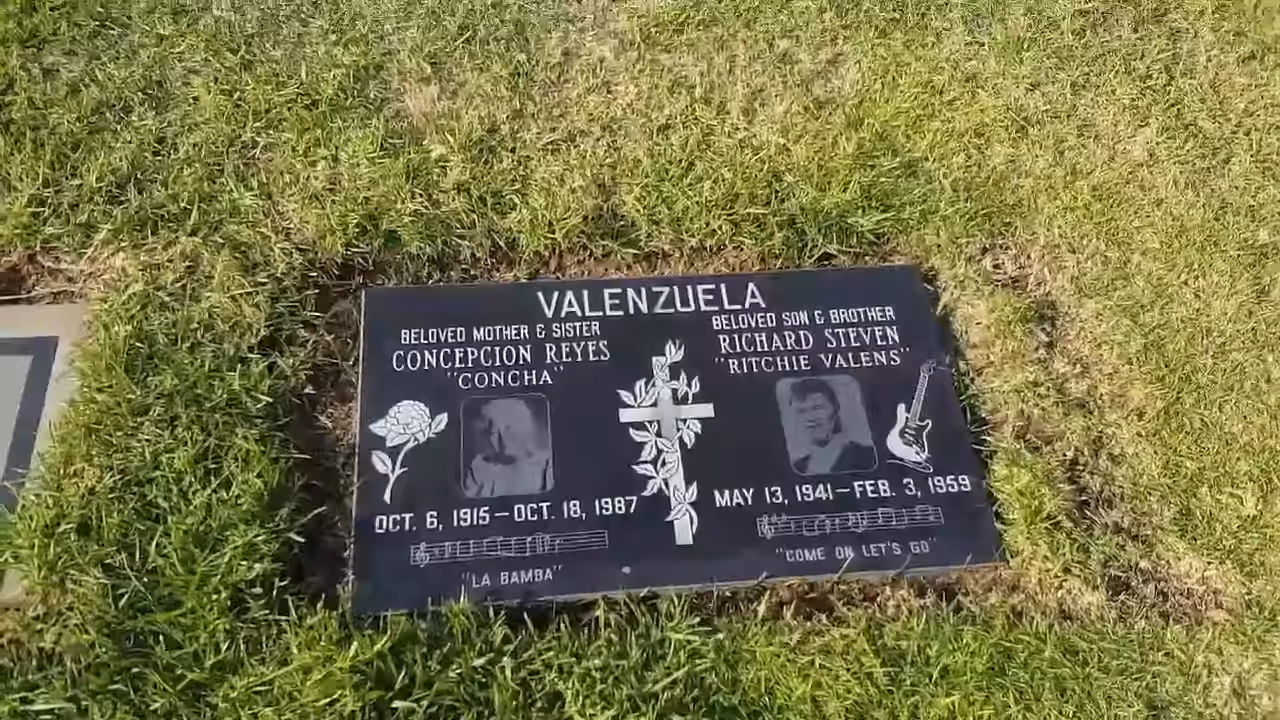 VALENZUELA
BELOVED MOTHER & SISTER
CONCEPCION REYES
"CONCHA"
OCT. 6, 1915 – OCT. 18, 1987
"LA BAMBA"
BELOVED SON & BROTHER
RICHARD STEVEN
"RITCHIE VALENS"
MAY 13, 1941 – FEB. 3, 1959
"COME ON LET'S GO"